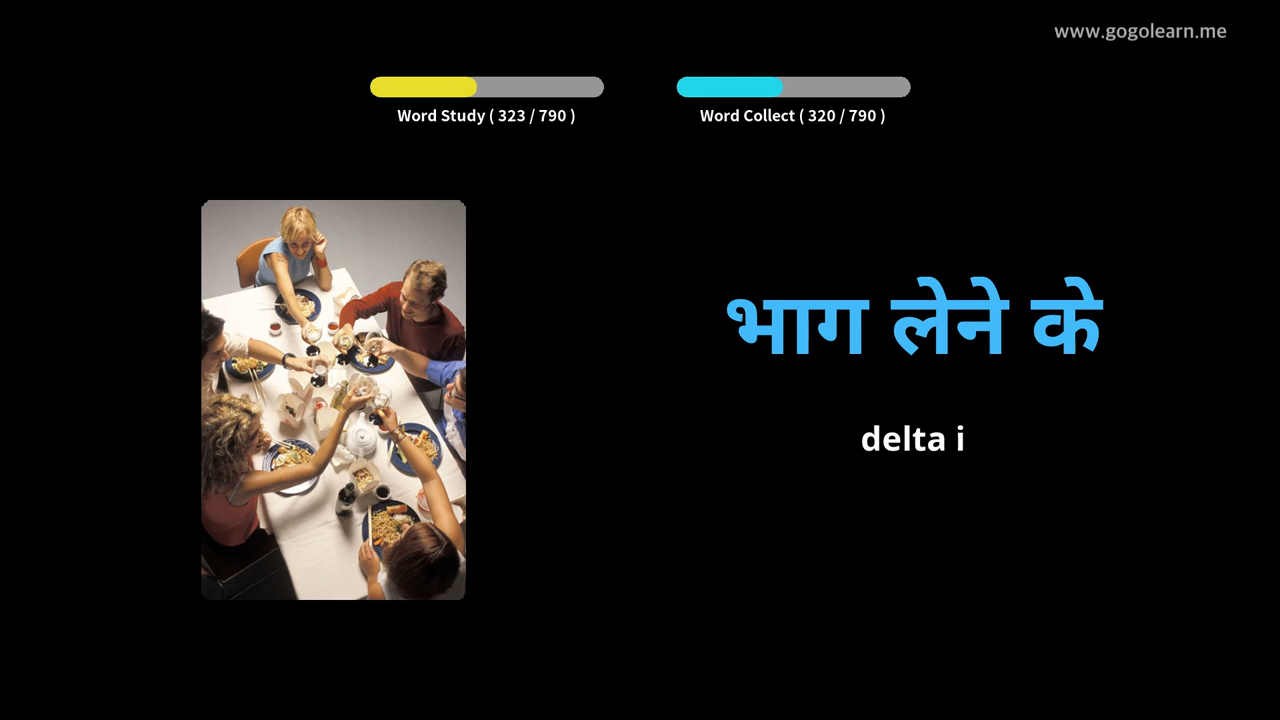 www.gogolearn.me
Word Study ( 323 / 790 )
Word Collect ( 320 / 790 )
भाग लेने के
delta i